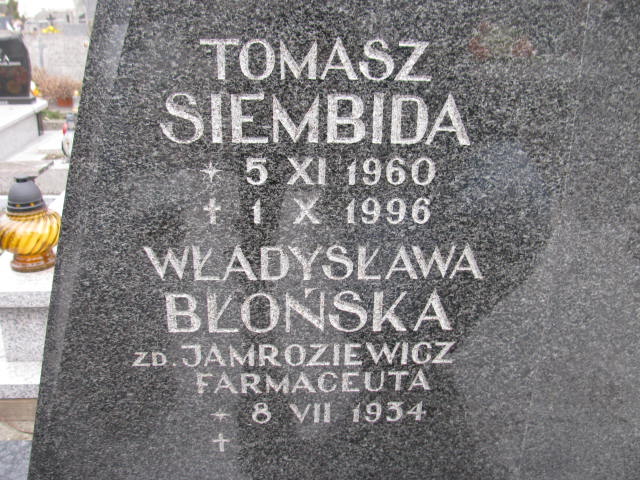 TOMASZ
SIEMBIDA
* 5 XI 1960
† 1 X 1996
WŁADYSŁAWA
BŁOŃSKA
ZD. JAMROZIEWICZ
FARMACEUTA
* 8 VII 1934
†